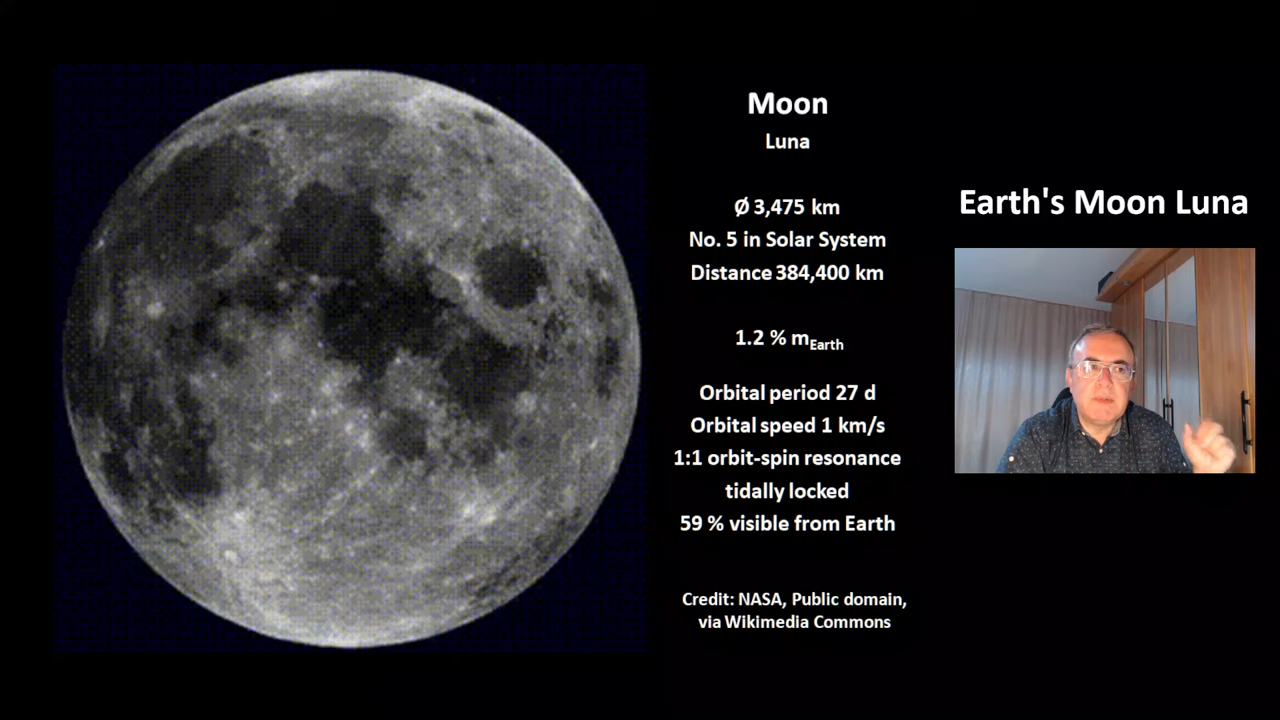 Moon
Luna
Ø 3,475 km
No. 5 in Solar System
Distance 384,400 km
1.2 % mEarth
Orbital period 27 d
Orbital speed 1 km/s
1:1 orbit-spin resonance
tidally locked
59 % visible from Earth
Credit: NASA, Public domain,
via Wikimedia Commons
Earth's Moon Luna